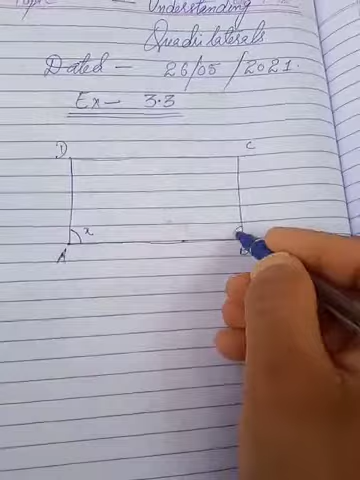 Understanding
Quadrilaterals
Dated - 26/05/2021.
Ex- 3.3
D C
x
A